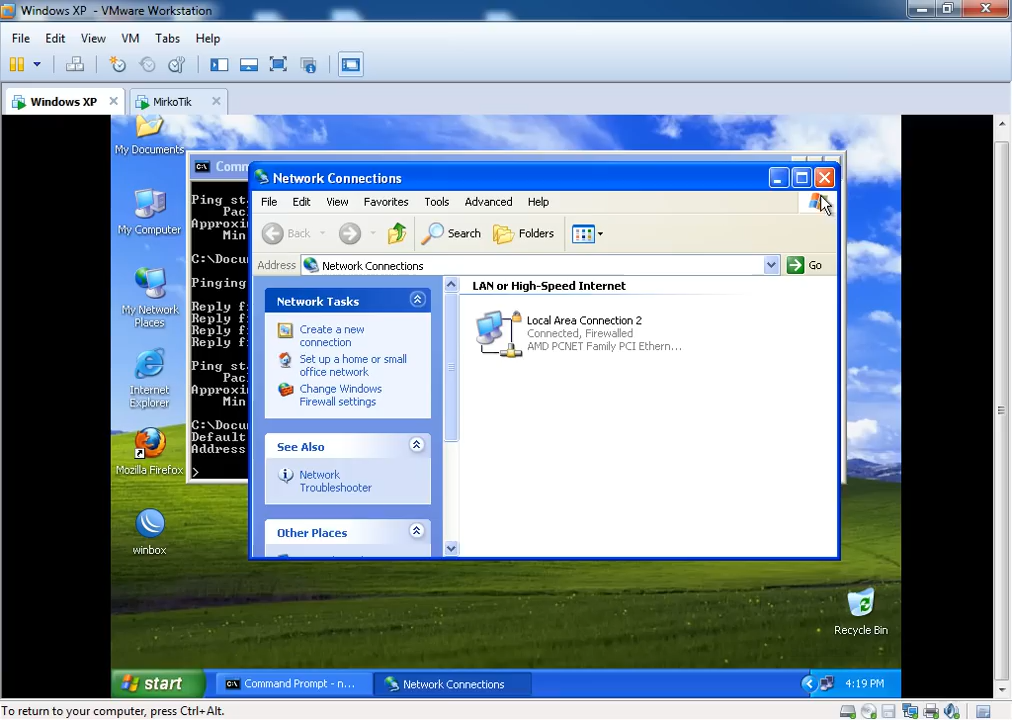 Windows XP - VMware Workstation
File Edit View VM Tabs Help
Windows XP
MirkoTik
My Documents
My Computer
My Network
Places
Internet
Explorer
Mozilla Firefox
winbox
Recycle Bin
Comm
Ping st
Pac
Approxi
Min
C:\Docu
Pinging
Reply f
Reply f
Reply f
Reply f
Ping st
Pac
Approxi
Min
C:\Docu
Default
Address
>
Network Connections
File Edit View Favorites Tools Advanced Help
Back Search Folders
Address Network Connections Go
Network Tasks
Create a new
connection
Set up a home or small
office network
Change Windows
Firewall settings
See Also
Network
Troubleshooter
Other Places
LAN or High-Speed Internet
Local Area Connection 2
Connected, Firewalled
AMD PCNET Family PCI Ethern...
start
Command Prompt - n...
Network Connections
4:19 PM
To return to your computer, press Ctrl+Alt.